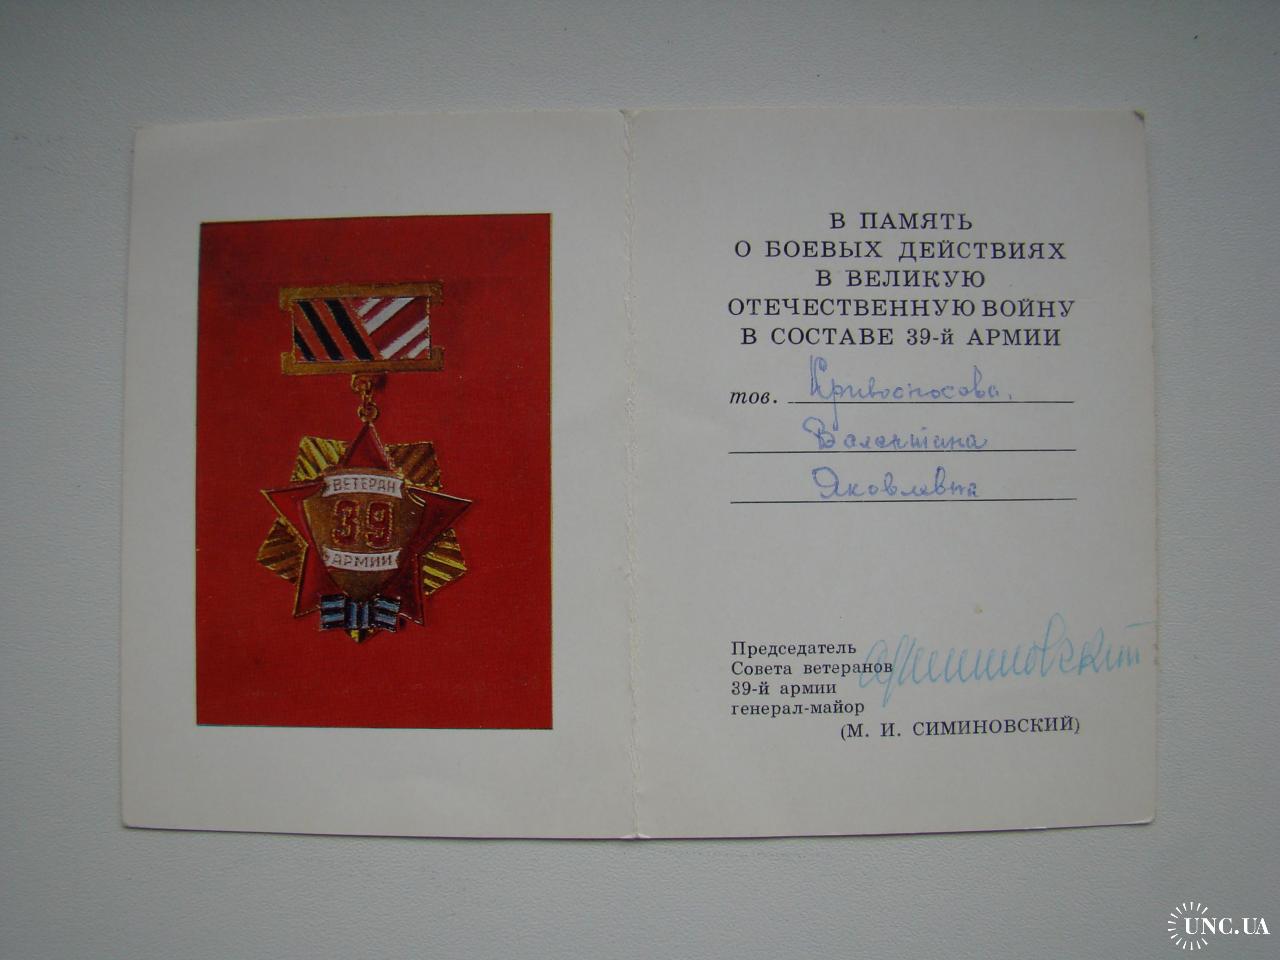 ВЕТЕРАН
39
АРМИИ
В ПАМЯТЬ
О БОЕВЫХ ДЕЙСТВИЯХ
В ВЕЛИКУЮ
ОТЕЧЕСТВЕННУЮ ВОЙНУ
В СОСТАВЕ 39-й АРМИИ
тов. Кривоносова
Валентина
Яковлевна
Председатель
Совета ветеранов
39-й армии
генерал-майор
(М. И. СИМИНОВСКИЙ)
UNC.UA